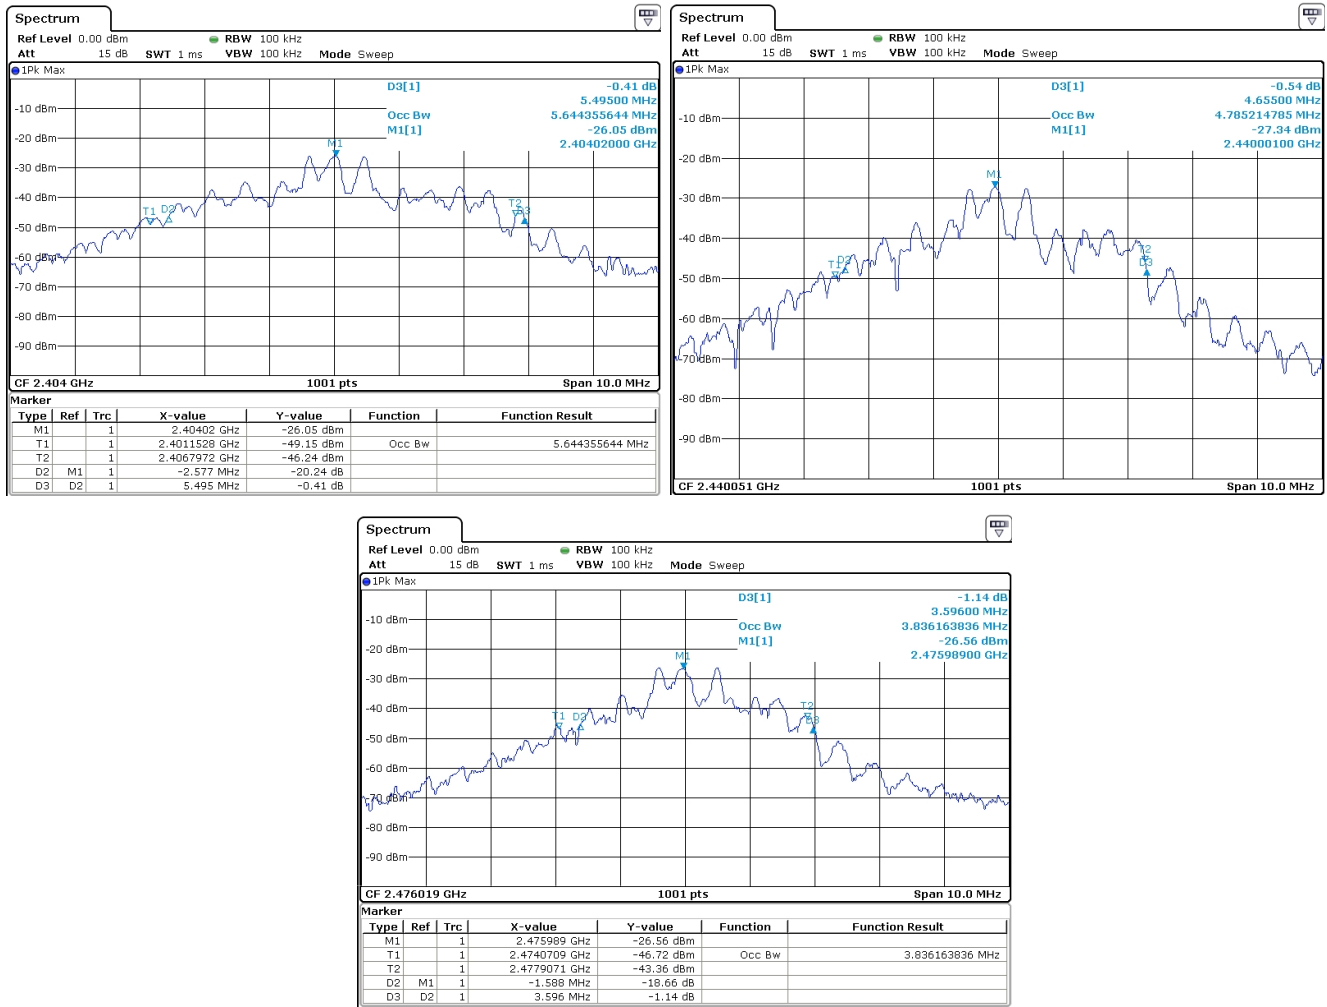 Spectrum
Ref Level 0.00 dBm RBW 100 kHz
Att 15 dB SWT 1 ms VBW 100 kHz Mode Sweep
1Pk Max
D3[1] -0.41 dB
5.49500 MHz
Occ Bw 5.644355644 MHz
M1[1] -26.05 dBm
2.40402000 GHz
-10 dBm
-20 dBm
M1
-30 dBm
-40 dBm
T1 D2 T2 D3
-50 dBm
-60 dBm
-70 dBm
-80 dBm
-90 dBm
CF 2.404 GHz 1001 pts Span 10.0 MHz
Marker
Type Ref Trc X-value Y-value Function Function Result
M1 1 2.40402 GHz -26.05 dBm
T1 1 2.4011528 GHz -49.15 dBm Occ Bw 5.644355644 MHz
T2 1 2.4067972 GHz -46.24 dBm
D2 M1 1 -2.577 MHz -20.24 dB
D3 D2 1 5.495 MHz -0.41 dB
Spectrum
Ref Level 0.00 dBm RBW 100 kHz
Att 15 dB SWT 1 ms VBW 100 kHz Mode Sweep
1Pk Max
D3[1] -0.54 dB
4.65500 MHz
Occ Bw 4.785214785 MHz
M1[1] -27.34 dBm
2.44000100 GHz
-10 dBm
-20 dBm
M1
-30 dBm
-40 dBm
T2
T1 D2 D3
-50 dBm
-60 dBm
-70 dBm
-80 dBm
-90 dBm
CF 2.440051 GHz 1001 pts Span 10.0 MHz
Spectrum
Ref Level 0.00 dBm RBW 100 kHz
Att 15 dB SWT 1 ms VBW 100 kHz Mode Sweep
1Pk Max
D3[1] -1.14 dB
3.59600 MHz
Occ Bw 3.836163836 MHz
M1[1] -26.56 dBm
2.47598900 GHz
-10 dBm
-20 dBm
M1
-30 dBm
-40 dBm
T1 D2 T2
D3
-50 dBm
-60 dBm
-70 dBm
-80 dBm
-90 dBm
CF 2.476019 GHz 1001 pts Span 10.0 MHz
Marker
Type Ref Trc X-value Y-value Function Function Result
M1 1 2.475989 GHz -26.56 dBm
T1 1 2.4740709 GHz -46.72 dBm Occ Bw 3.836163836 MHz
T2 1 2.4779071 GHz -43.36 dBm
D2 M1 1 -1.588 MHz -18.66 dB
D3 D2 1 3.596 MHz -1.14 dB